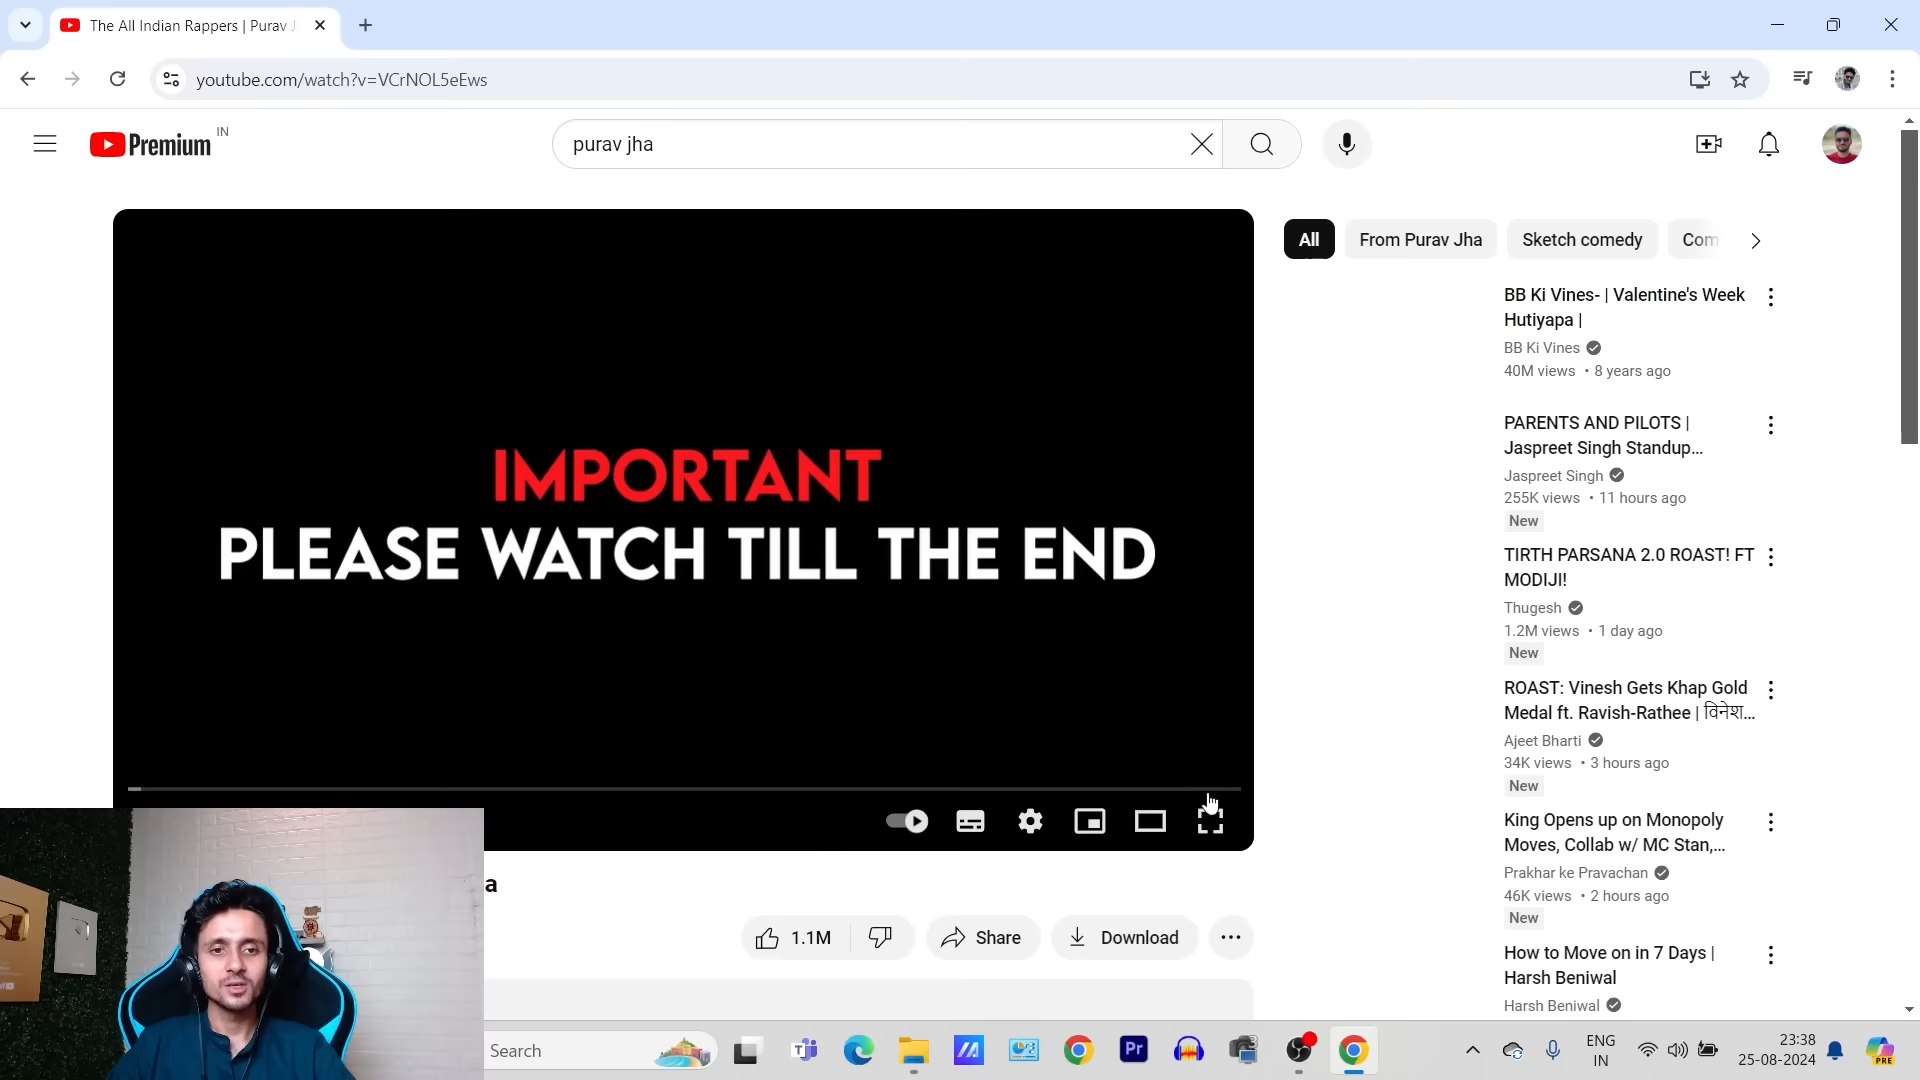 The All Indian Rappers | Purav J
youtube.com/watch?v=VCrNOL5eEws
Premium IN
purav jha
IMPORTANT
PLEASE WATCH TILL THE END
a
1.1M
Share
Download
All
From Purav Jha
Sketch comedy
Com
BB Ki Vines- | Valentine's Week
Hutiyapa |
BB Ki Vines
40M views • 8 years ago
PARENTS AND PILOTS |
Jaspreet Singh Standup...
Jaspreet Singh
255K views • 11 hours ago
New
TIRTH PARSANA 2.0 ROAST! FT
MODIJI!
Thugesh
1.2M views • 1 day ago
New
ROAST: Vinesh Gets Khap Gold
Medal ft. Ravish-Rathee | विनेश...
Ajeet Bharti
34K views • 3 hours ago
New
King Opens up on Monopoly
Moves, Collab w/ MC Stan,...
Prakhar ke Pravachan
46K views • 2 hours ago
New
How to Move on in 7 Days |
Harsh Beniwal
Harsh Beniwal
Search
Pr
ENG
IN
23:38
25-08-2024
PRE